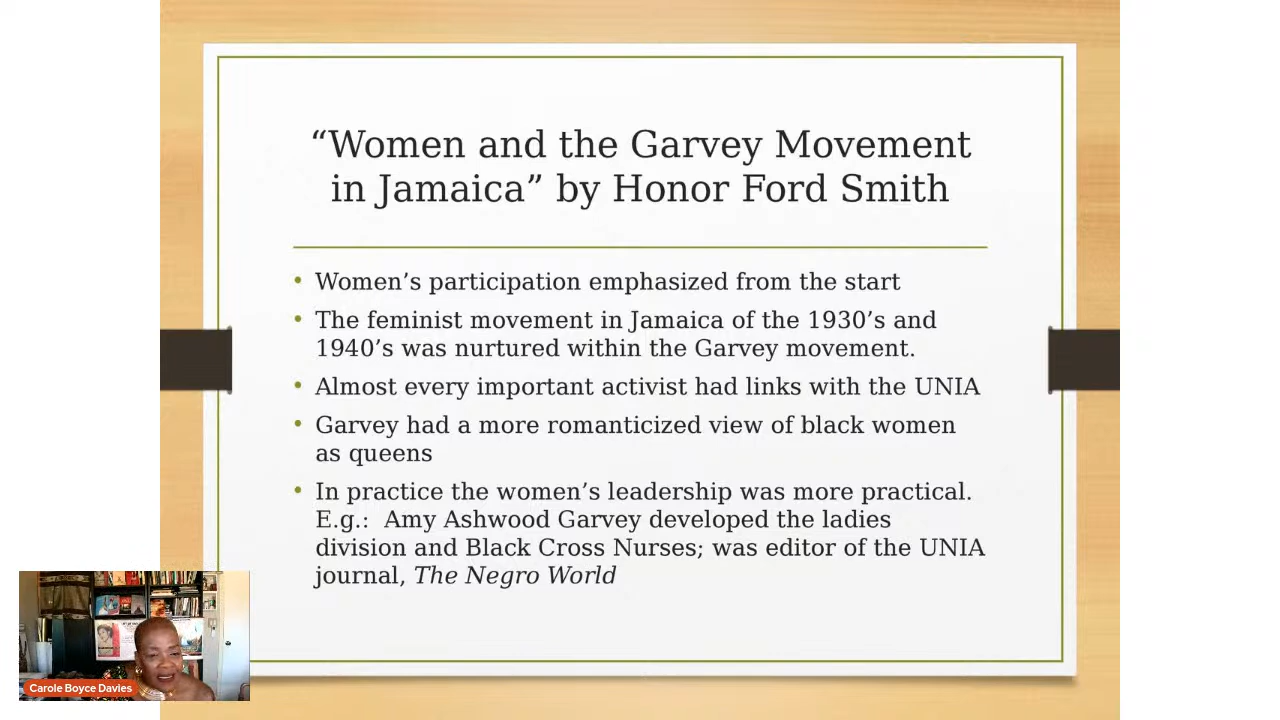 “Women and the Garvey Movement
in Jamaica” by Honor Ford Smith
• Women’s participation emphasized from the start
• The feminist movement in Jamaica of the 1930’s and
1940’s was nurtured within the Garvey movement.
• Almost every important activist had links with the UNIA
• Garvey had a more romanticized view of black women
as queens
• In practice the women’s leadership was more practical.
E.g.:  Amy Ashwood Garvey developed the ladies
division and Black Cross Nurses; was editor of the UNIA
journal, The Negro World
Carole Boyce Davies